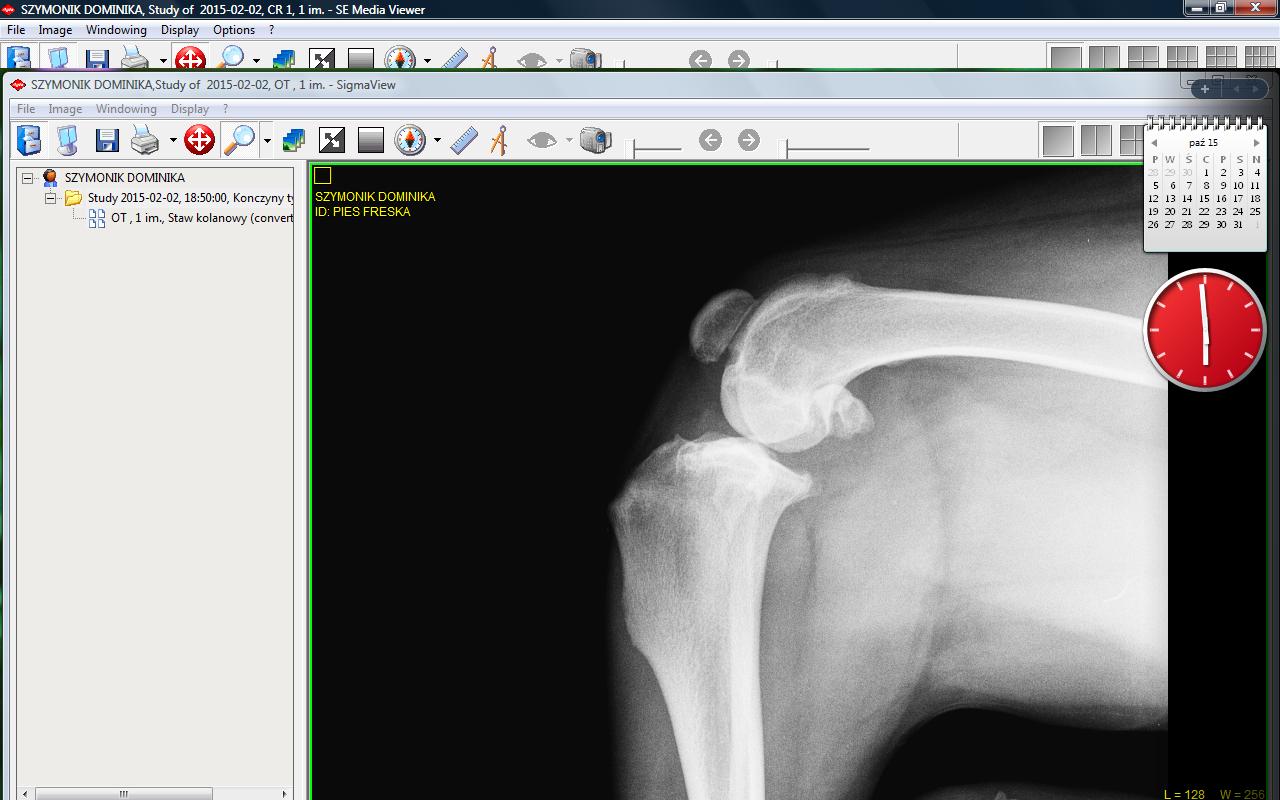 SZYMONIK DOMINIKA, Study of  2015-02-02, CR 1, 1 im. - SE Media Viewer
File Image Windowing Display Options ?
SZYMONIK DOMINIKA,Study of  2015-02-02, OT , 1 im. - SigmaView
File Image Windowing Display ?
SZYMONIK DOMINIKA
Study 2015-02-02, 18:50:00, Konczyny ty
OT , 1 im., Staw kolanowy (convert
SZYMONIK DOMINIKA
ID: PIES FRESKA
paź 15
P W Ś C P S N
28 29 30 1 2 3 4
5 6 7 8 9 10 11
12 13 14 15 16 17 18
19 20 21 22 23 24 25
26 27 28 29 30 31 1
L = 128 W = 256